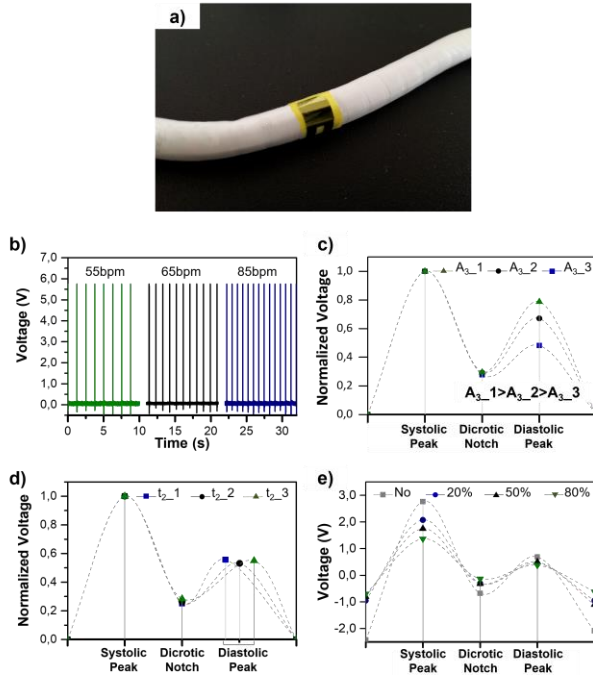 a)
b)
7,0
6,0
5,0
4,0
3,0
2,0
1,0
0,0
Voltage (V)
55bpm 65bpm 85bpm
0 5 10 15 20 25 30
Time (s)
c)
A₃_1 A₃_2 A₃_3
1,0
0,8
0,6
0,4
0,2
0,0
Normalized Voltage
A₃_1>A₃_2>A₃_3
Systolic Dicrotic Diastolic
Peak Notch Peak
d)
t₂_1 t₂_2 t₂_3
1,0
0,8
0,6
0,4
0,2
0,0
Normalized Voltage
Systolic Dicrotic Diastolic
Peak Notch Peak
e)
No 20% 50% 80%
3,0
2,0
1,0
0,0
-1,0
-2,0
Voltage (V)
Systolic Dicrotic Diastolic
Peak Notch Peak